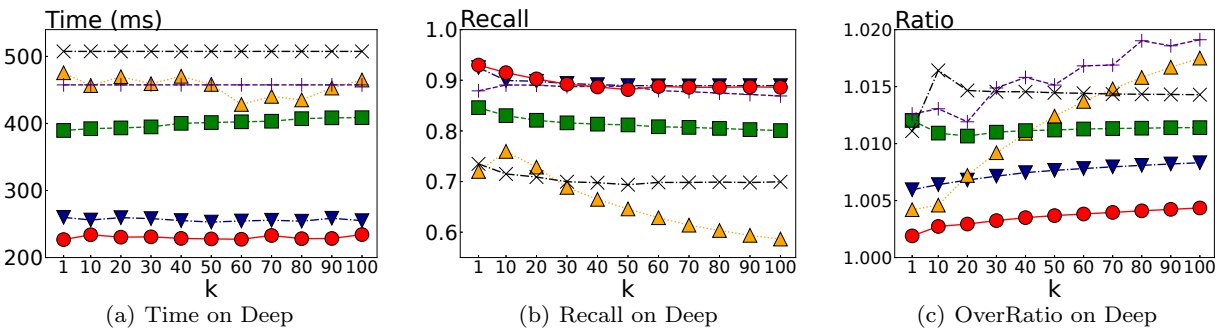 Time (ms)
500
400
300
200
1 10 20 30 40 50 60 70 80 90 100
k
(a) Time on Deep
Recall
1.0
0.9
0.8
0.7
0.6
1 10 20 30 40 50 60 70 80 90 100
k
(b) Recall on Deep
Ratio
1.020
1.015
1.010
1.005
1.000
1 10 20 30 40 50 60 70 80 90 100
k
(c) OverRatio on Deep